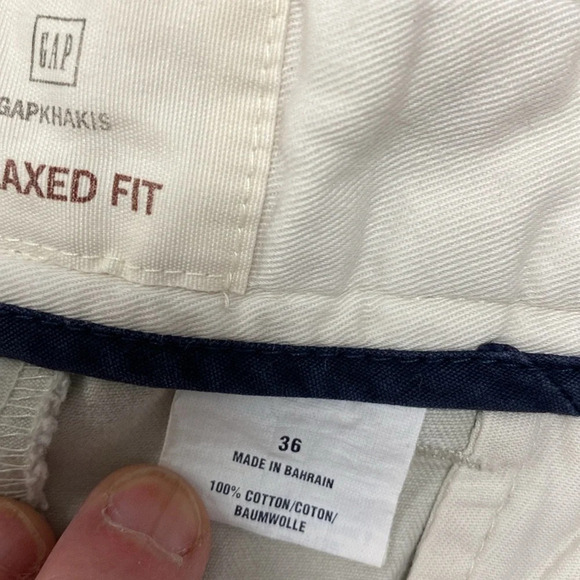 GAP
GAPKHAKIS
AXED FIT
36
MADE IN BAHRAIN
100% COTTON/COTON/
BAUMWOLLE